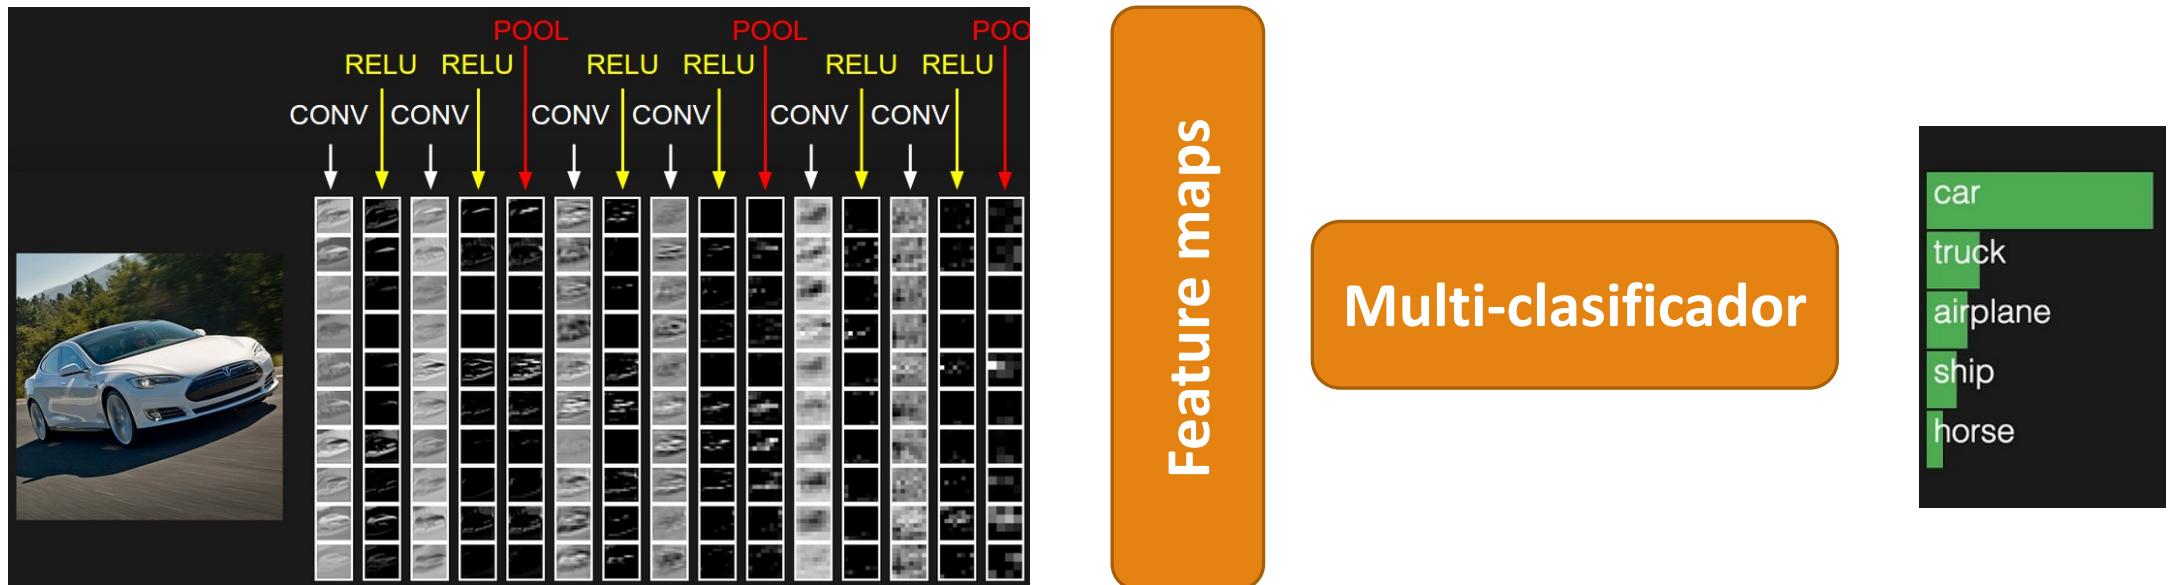 POOL POOL POO
RELU RELU RELU RELU RELU RELU
CONV CONV CONV CONV CONV CONV
Feature maps
Multi-clasificador
car
truck
airplane
ship
horse